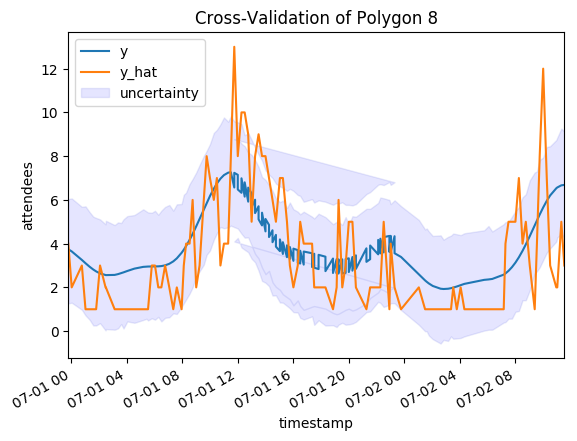 Cross-Validation of Polygon 8
y
y_hat
uncertainty
attendees
12
10
8
6
4
2
0
07-01 00
07-01 04
07-01 08
07-01 12
07-01 16
07-01 20
07-02 00
07-02 04
07-02 08
timestamp